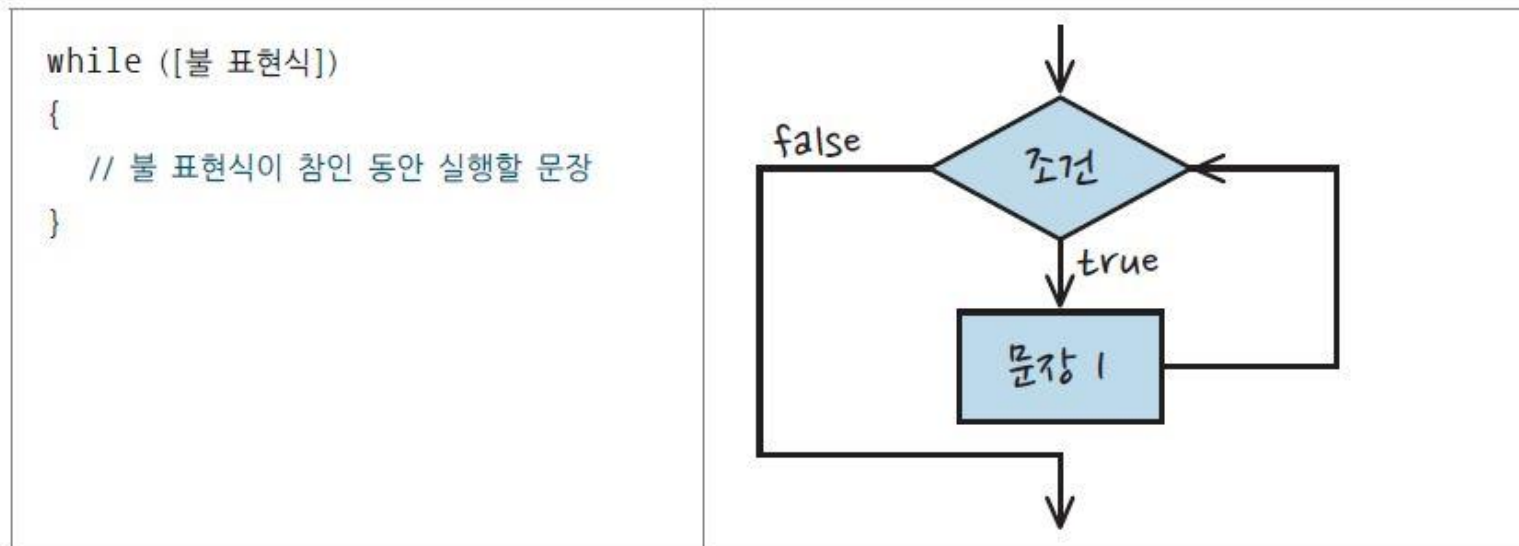 while ([불 표현식])
{
// 불 표현식이 참인 동안 실행할 문장
}
false
조건
true
문장 1